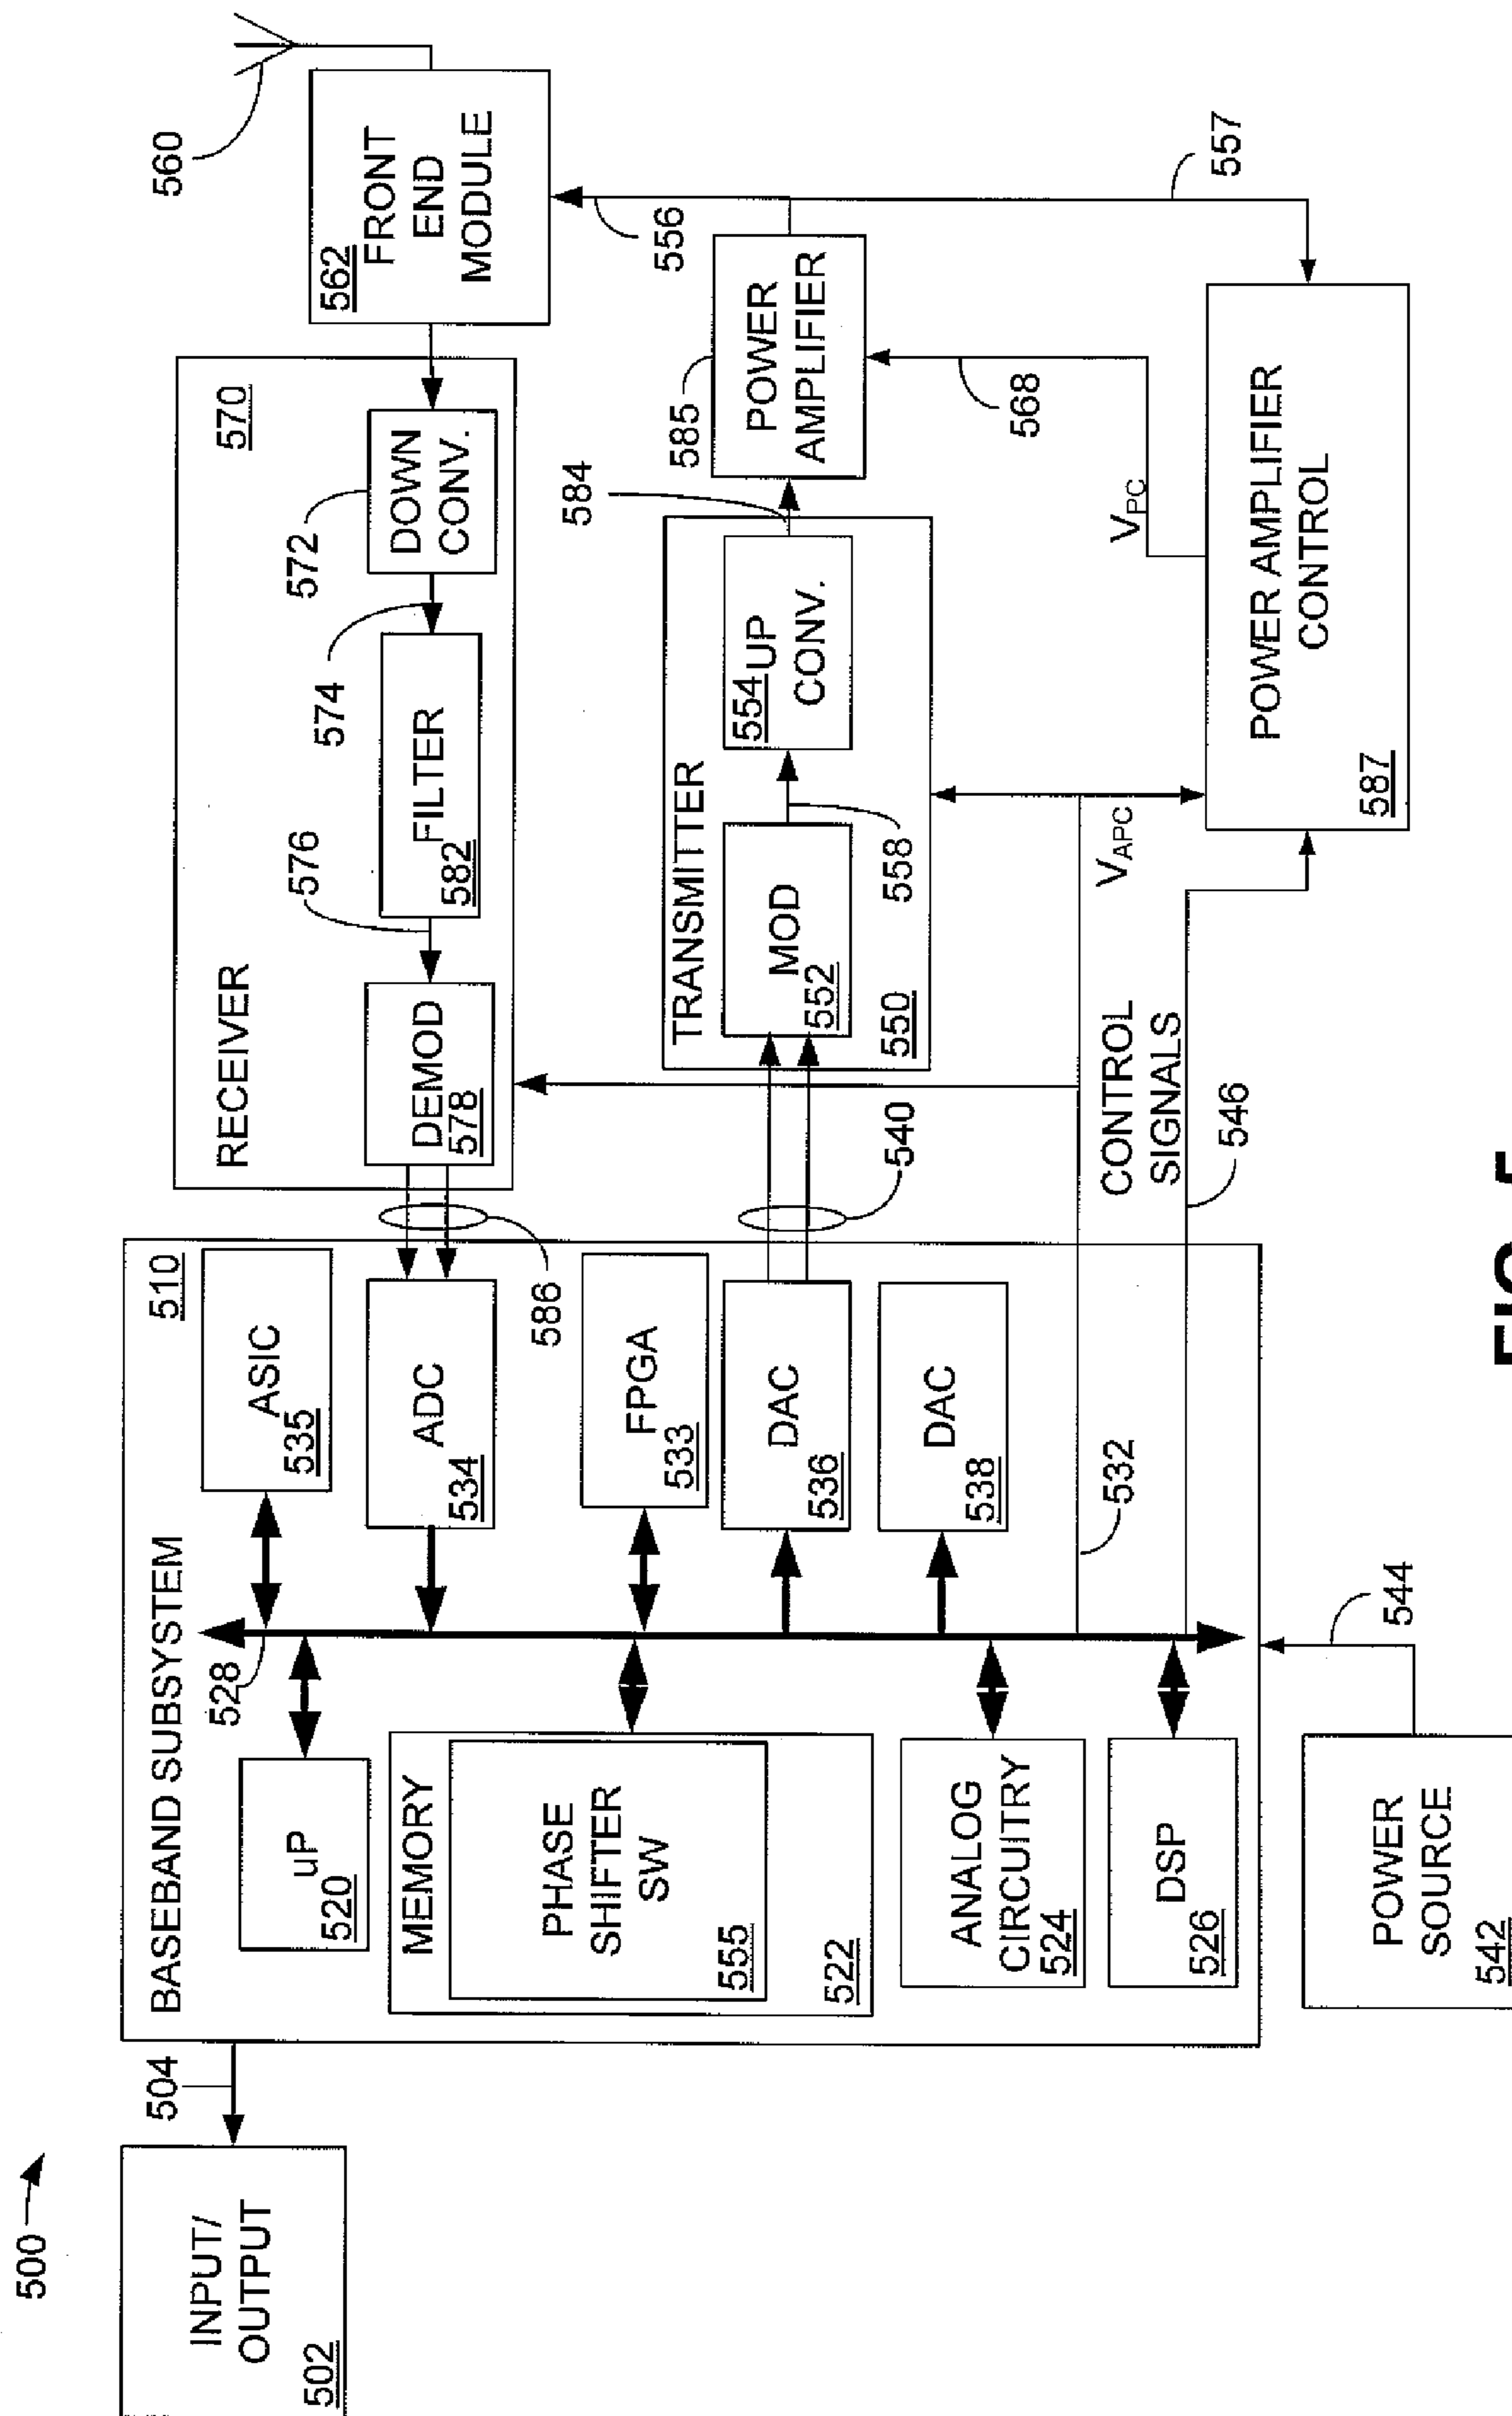 500
INPUT/
OUTPUT
502
504
BASEBAND SUBSYSTEM
510
528
uP
520
MEMORY
PHASE
SHIFTER
SW
555
522
ANALOG
CIRCUITRY
524
DSP
526
ASIC
535
ADC
534
FPGA
533
DAC
536
DAC
538
532
POWER
SOURCE
542
544
586
540
CONTROL
SIGNALS
546
RECEIVER
570
DEMOD
578
576
FILTER
582
574
DOWN
CONV.
572
TRANSMITTER
550
MOD
552
558
UP
CONV.
554
584
VAPC
POWER
AMPLIFIER
585
556
568
VPC
POWER AMPLIFIER
CONTROL
587
557
FRONT
END
MODULE
562
560